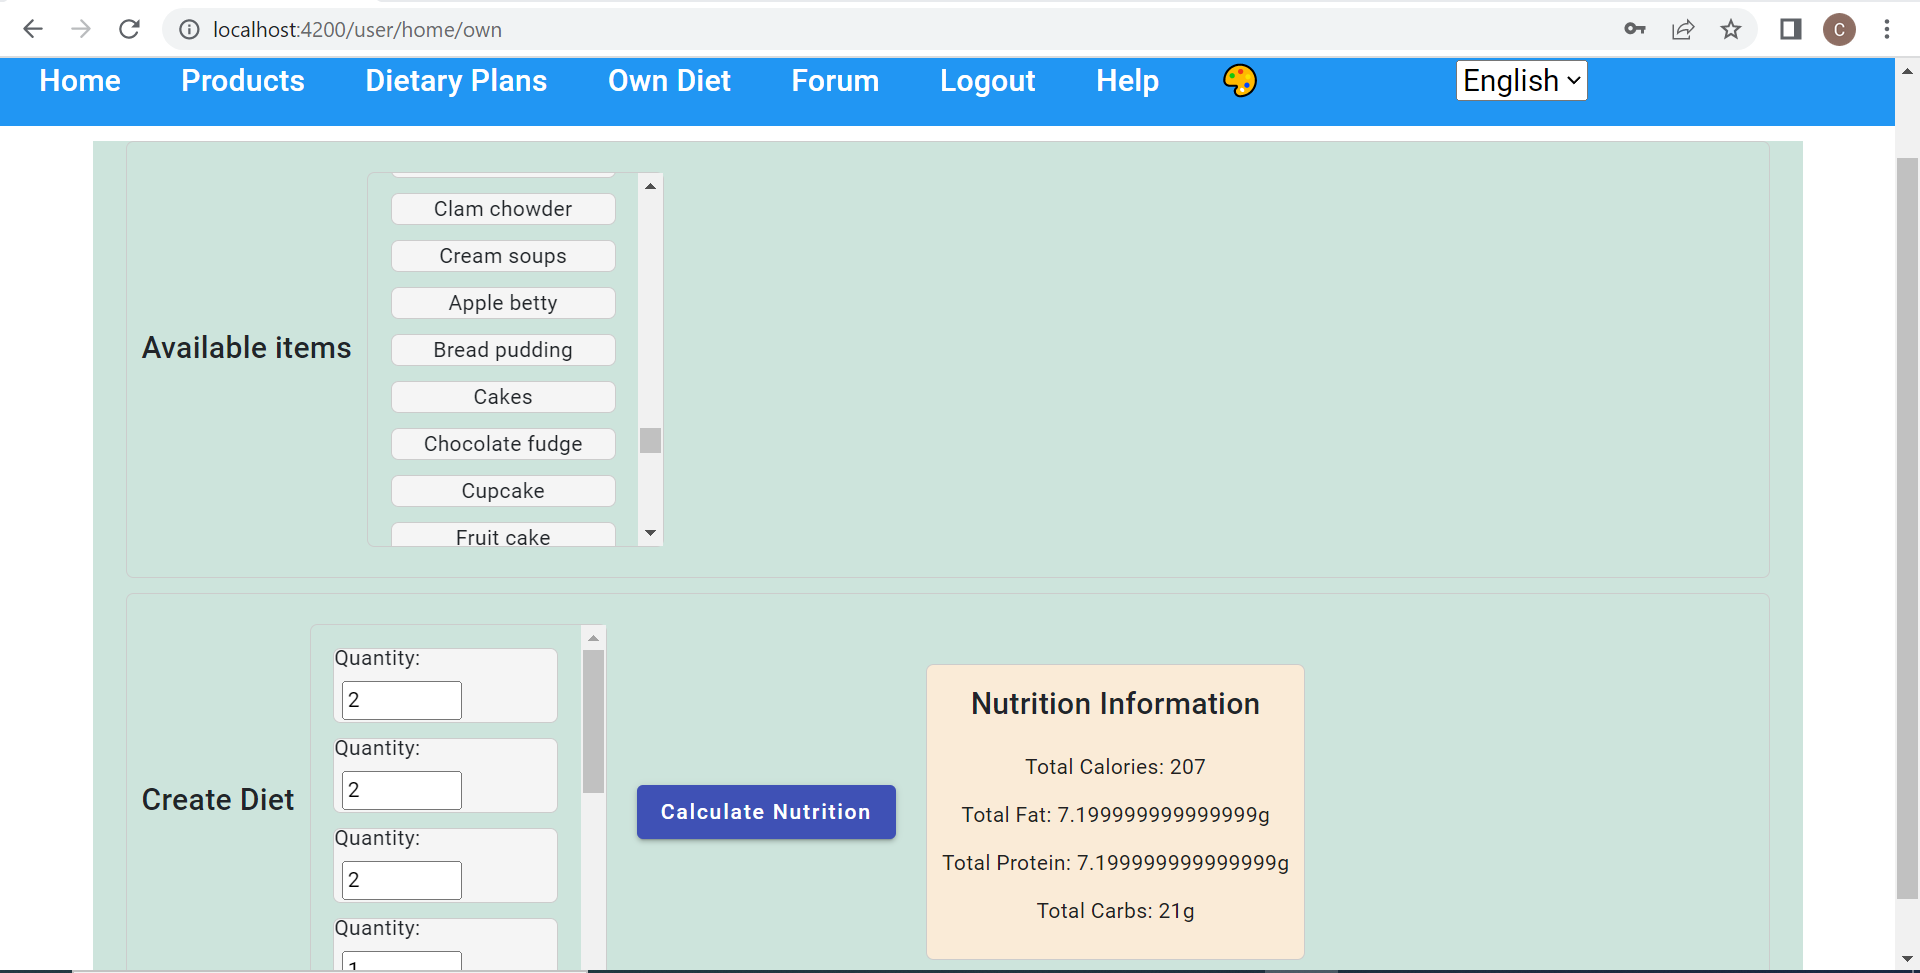 localhost:4200/user/home/own
C
Home Products Dietary Plans Own Diet Forum Logout Help English
Clam chowder
Cream soups
Apple betty
Available items
Bread pudding
Cakes
Chocolate fudge
Cupcake
Fruit cake
Create Diet
Quantity:
2
Quantity:
2
Quantity:
2
Quantity:
1
Calculate Nutrition
Nutrition Information
Total Calories: 207
Total Fat: 7.199999999999999g
Total Protein: 7.199999999999999g
Total Carbs: 21g